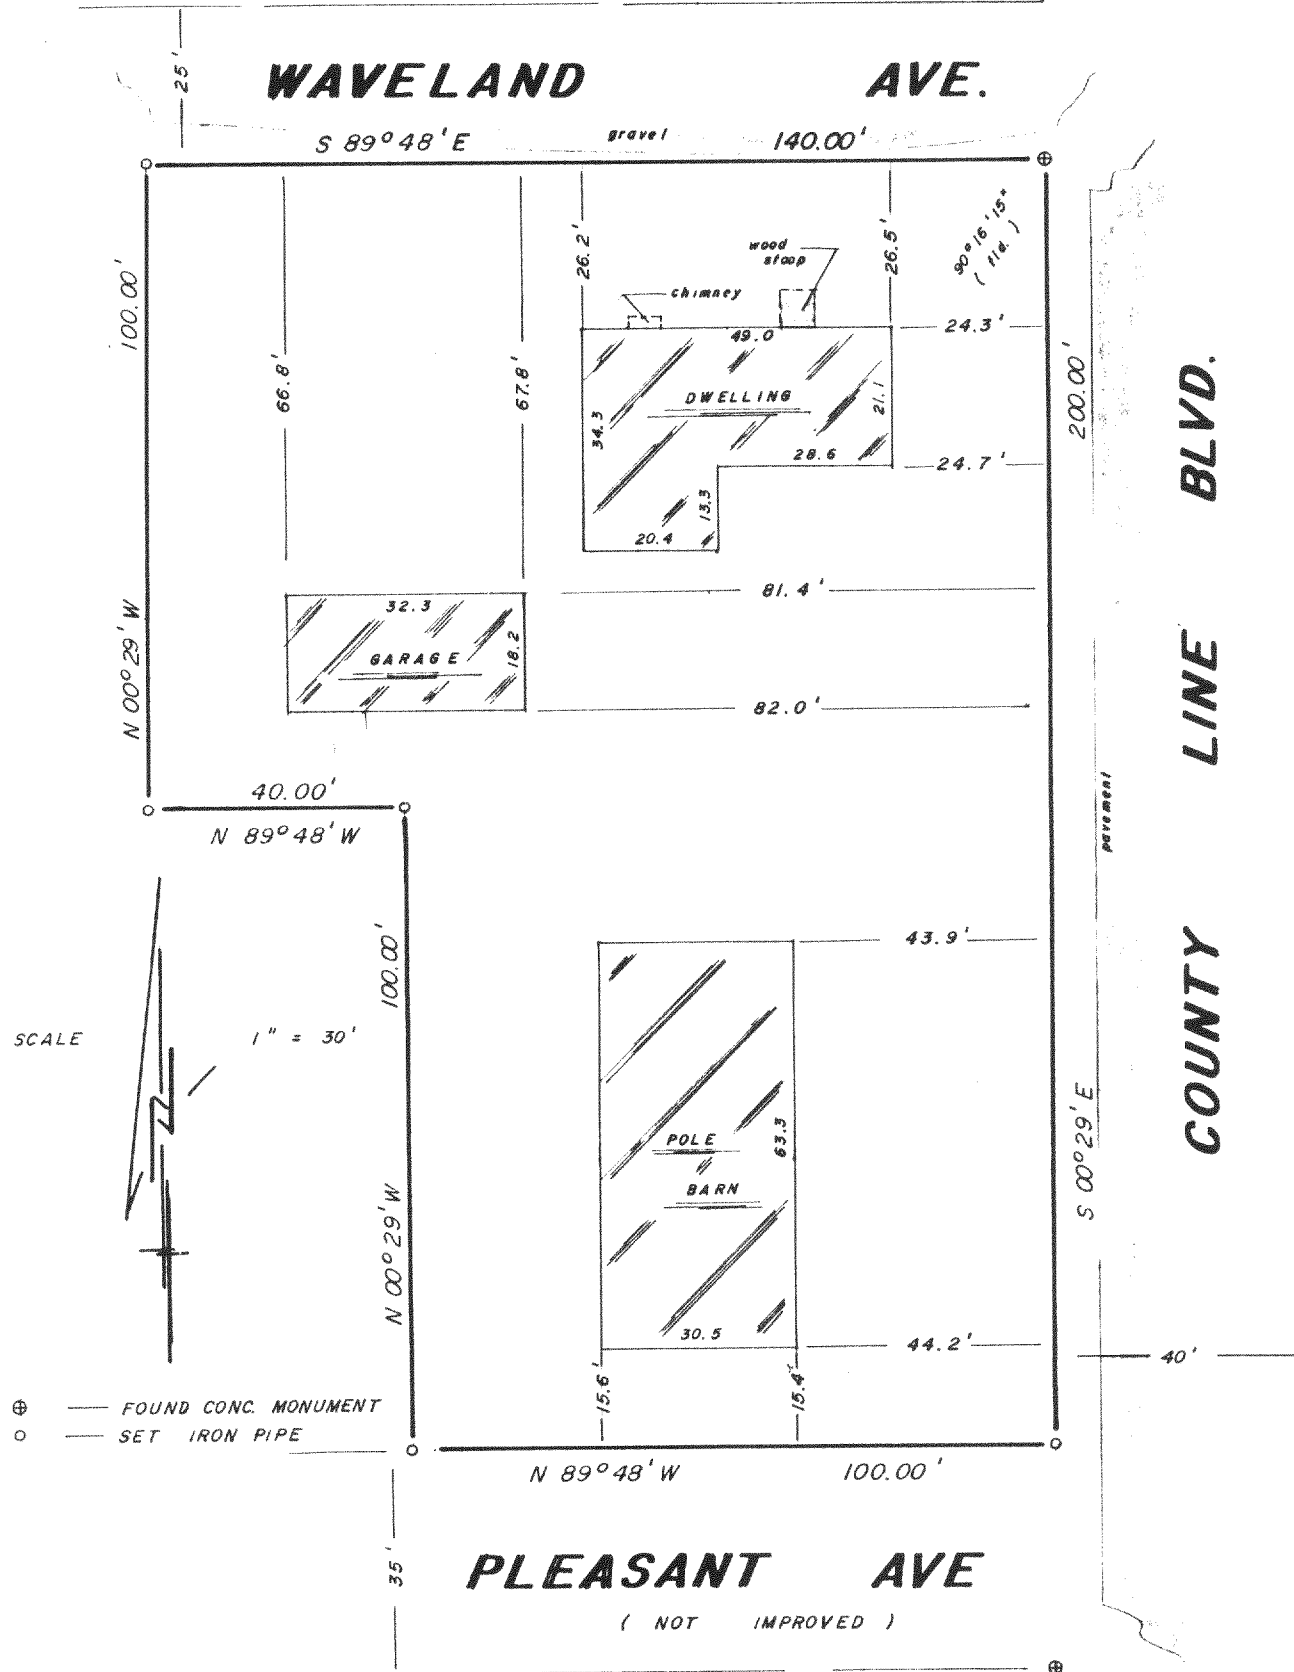 25'
WAVELAND AVE.
S 89° 48' E
gravel
140.00'
100.00'
N 00° 29' W
66.8'
67.8'
26.2'
26.5'
wood
stoop
chimney
90° 16' 15"
( fld. )
24.3'
49.0
DWELLING
34.3
21.1
28.6
24.7'
13.3
20.4
200.00'
S 00° 29' E
COUNTY LINE BLVD.
pavement
81.4'
32.3
GARAGE
18.2
82.0'
40.00'
N 89° 48' W
100.00'
N 00° 29' W
SCALE 1" = 30'
N
43.9'
POLE
BARN
63.3
30.5
44.2'
15.6'
15.4'
40'
⊕ — FOUND CONC. MONUMENT
○ — SET IRON PIPE
N 89° 48' W 100.00'
35'
PLEASANT AVE
( NOT IMPROVED )